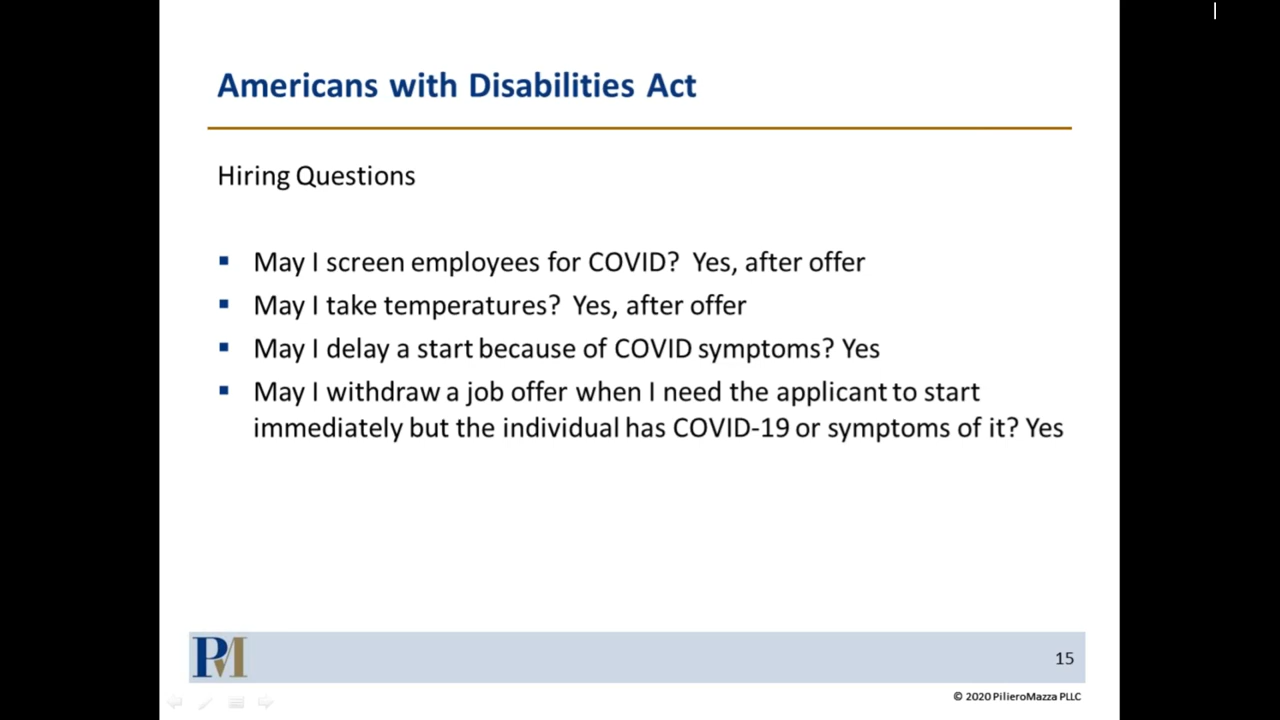 Americans with Disabilities Act
Hiring Questions
▪ May I screen employees for COVID? Yes, after offer
▪ May I take temperatures? Yes, after offer
▪ May I delay a start because of COVID symptoms? Yes
▪ May I withdraw a job offer when I need the applicant to start
immediately but the individual has COVID-19 or symptoms of it? Yes
PM
15
© 2020 PilieroMazza PLLC